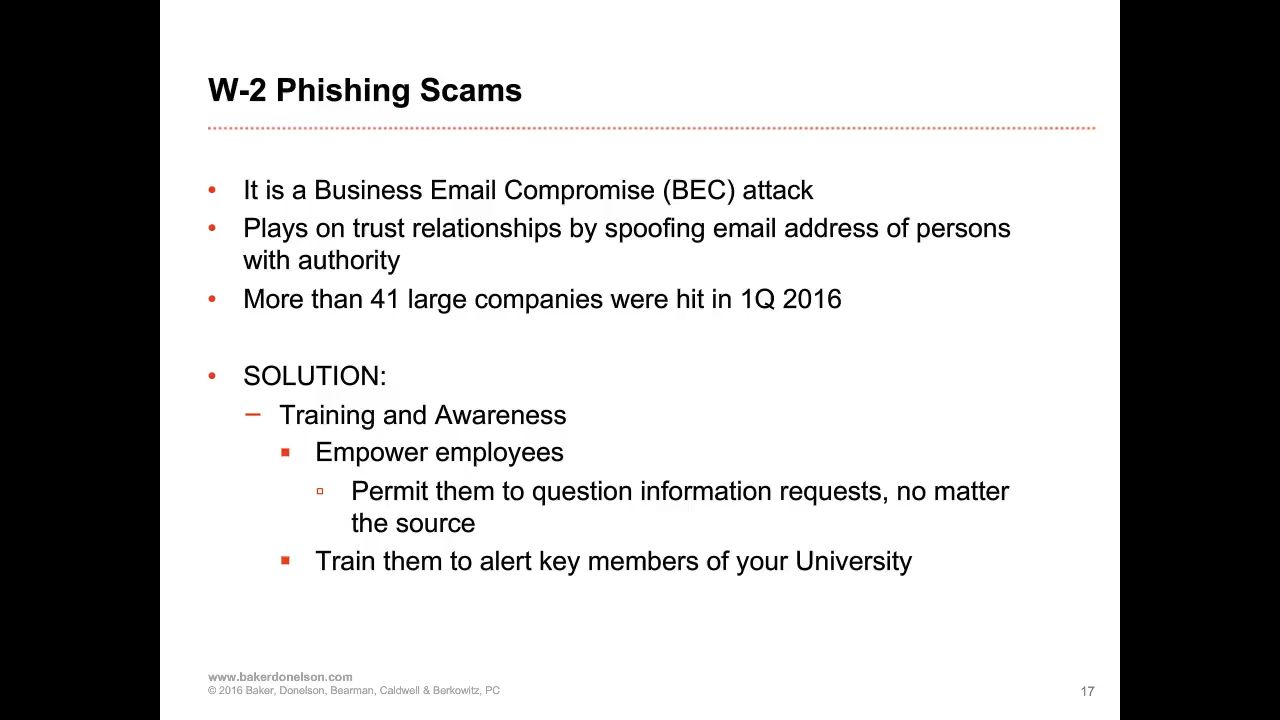 W-2 Phishing Scams
• It is a Business Email Compromise (BEC) attack
• Plays on trust relationships by spoofing email address of persons
with authority
• More than 41 large companies were hit in 1Q 2016
• SOLUTION:
– Training and Awareness
▪ Empower employees
▫ Permit them to question information requests, no matter
the source
▪ Train them to alert key members of your University
www.bakerdonelson.com
© 2016 Baker, Donelson, Bearman, Caldwell & Berkowitz, PC
17